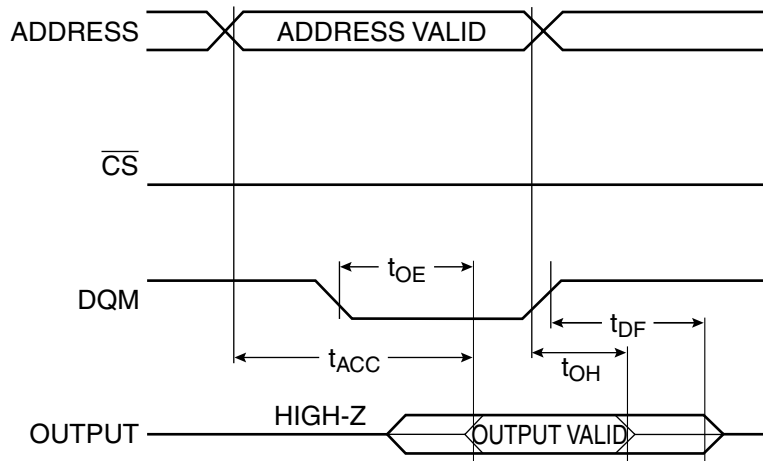 ADDRESS ADDRESS VALID
CS
DQM tOE
tDF
tACC tOH
HIGH-Z
OUTPUT OUTPUT VALID